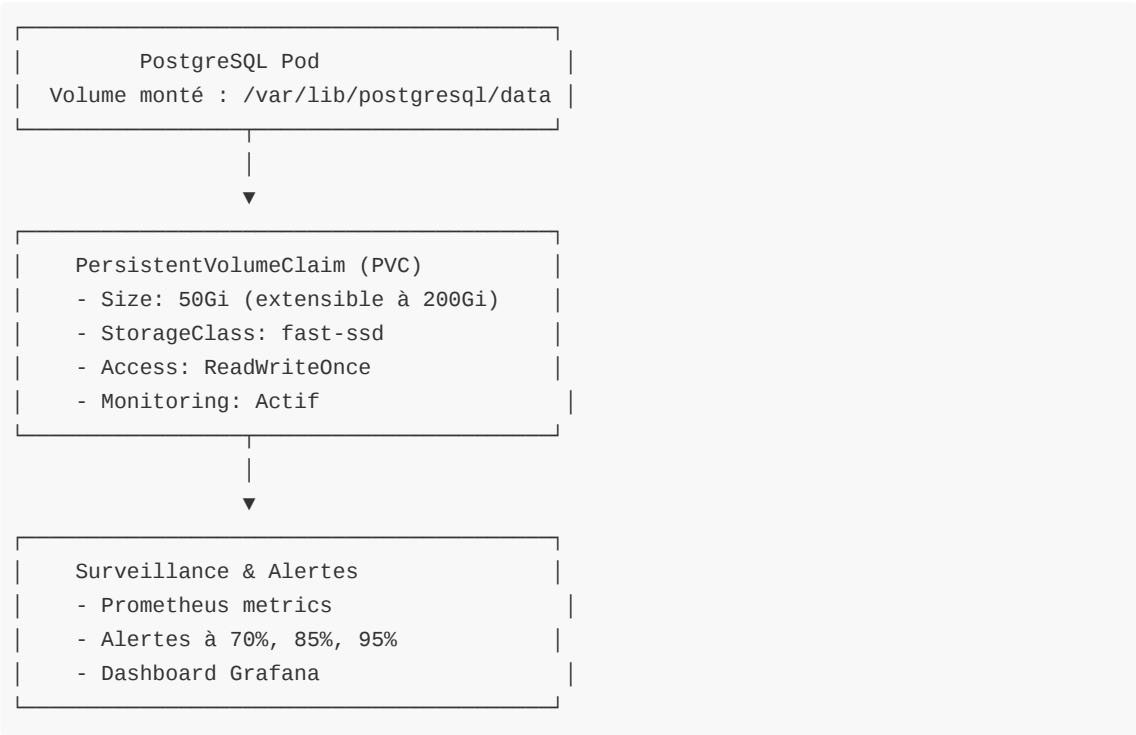 PostgreSQL Pod
Volume monté : /var/lib/postgresql/data
▼
PersistentVolumeClaim (PVC)
- Size: 50Gi (extensible à 200Gi)
- StorageClass: fast-ssd
- Access: ReadWriteOnce
- Monitoring: Actif
▼
Surveillance & Alertes
- Prometheus metrics
- Alertes à 70%, 85%, 95%
- Dashboard Grafana